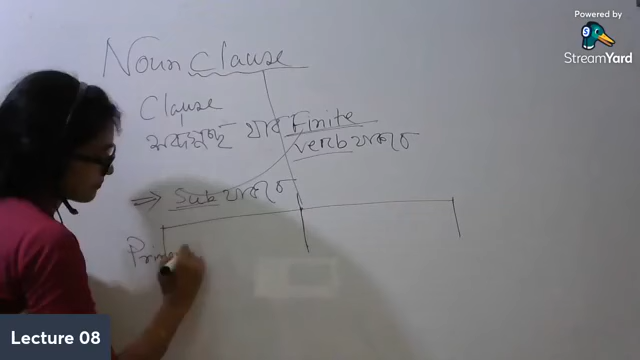 Noun Clause
Clause
শব্দগুচ্ছ যার Finite
verb থাকবে
⇒ Sub থাকবে
Prin
Lecture 08
Powered by
StreamYard